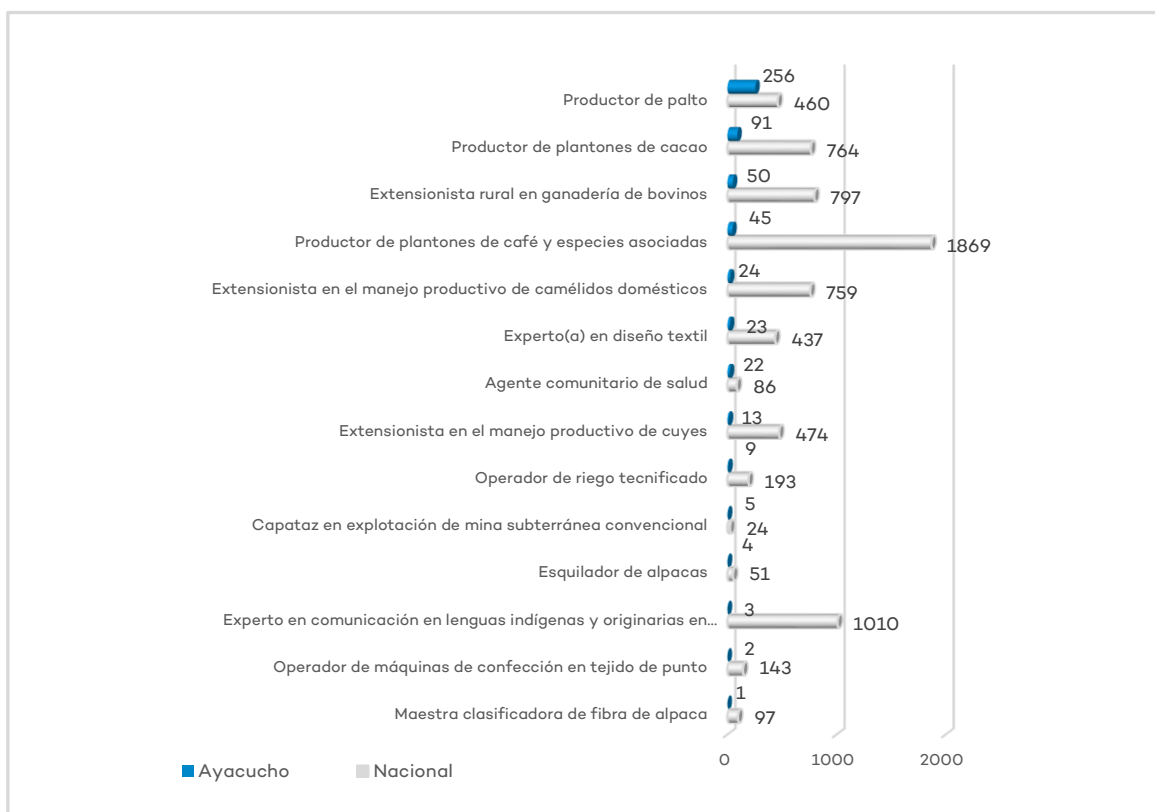 256
Productor de palto 460
91
Productor de plantones de cacao 764
50
Extensionista rural en ganadería de bovinos 797
45
Productor de plantones de café y especies asociadas 1869
24
Extensionista en el manejo productivo de camélidos domésticos 759
23
Experto(a) en diseño textil 437
22
Agente comunitario de salud 86
13
Extensionista en el manejo productivo de cuyes 474
9
Operador de riego tecnificado 193
5
Capataz en explotación de mina subterránea convencional 24
4
Esquilador de alpacas 51
3
Experto en comunicación en lenguas indígenas y originarias en... 1010
2
Operador de máquinas de confección en tejido de punto 143
1
Maestra clasificadora de fibra de alpaca 97
0 1000 2000
Ayacucho Nacional